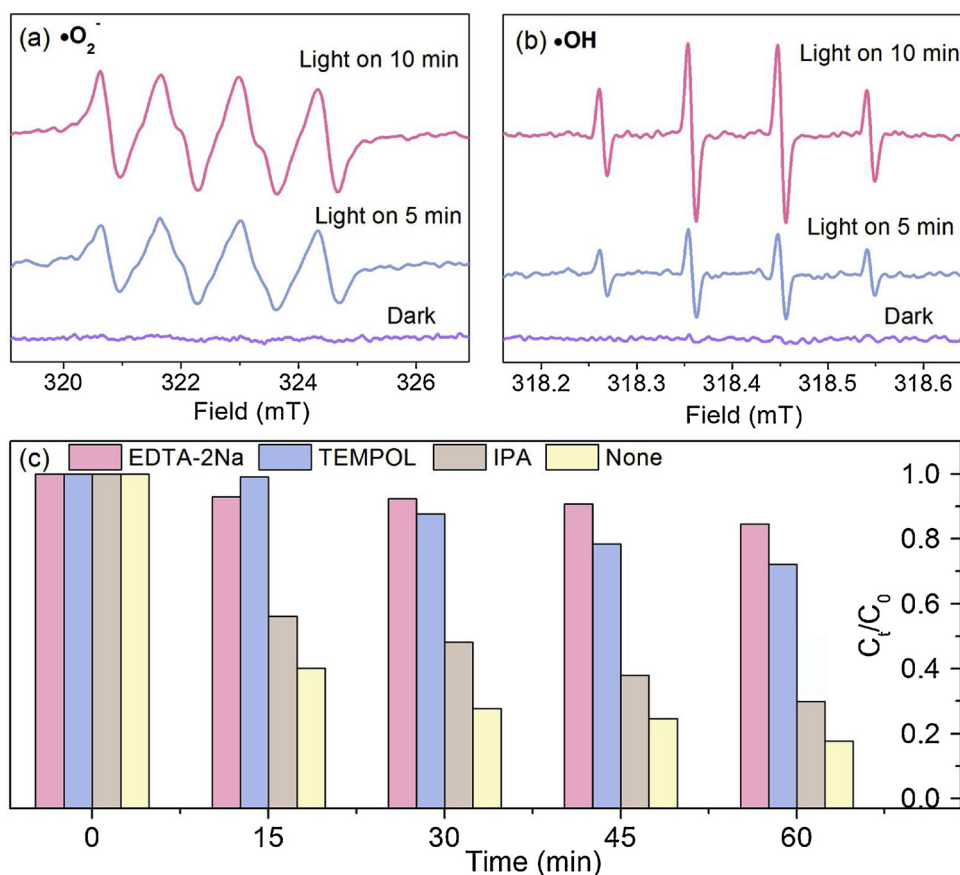 (a) •O₂⁻
Light on 10 min
Light on 5 min
Dark
320 322 324 326
Field (mT)
(b) •OH
Light on 10 min
Light on 5 min
Dark
318.2 318.3 318.4 318.5 318.6
Field (mT)
(c) EDTA-2Na TEMPOL IPA None
1.0
0.8
0.6
0.4
0.2
0.0
Cₜ/C₀
0 15 30 45 60
Time (min)